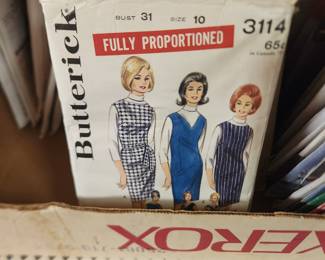 BUST 31 SIZE 10 3114
65¢
FULLY PROPORTIONED
Butterick
XEROX